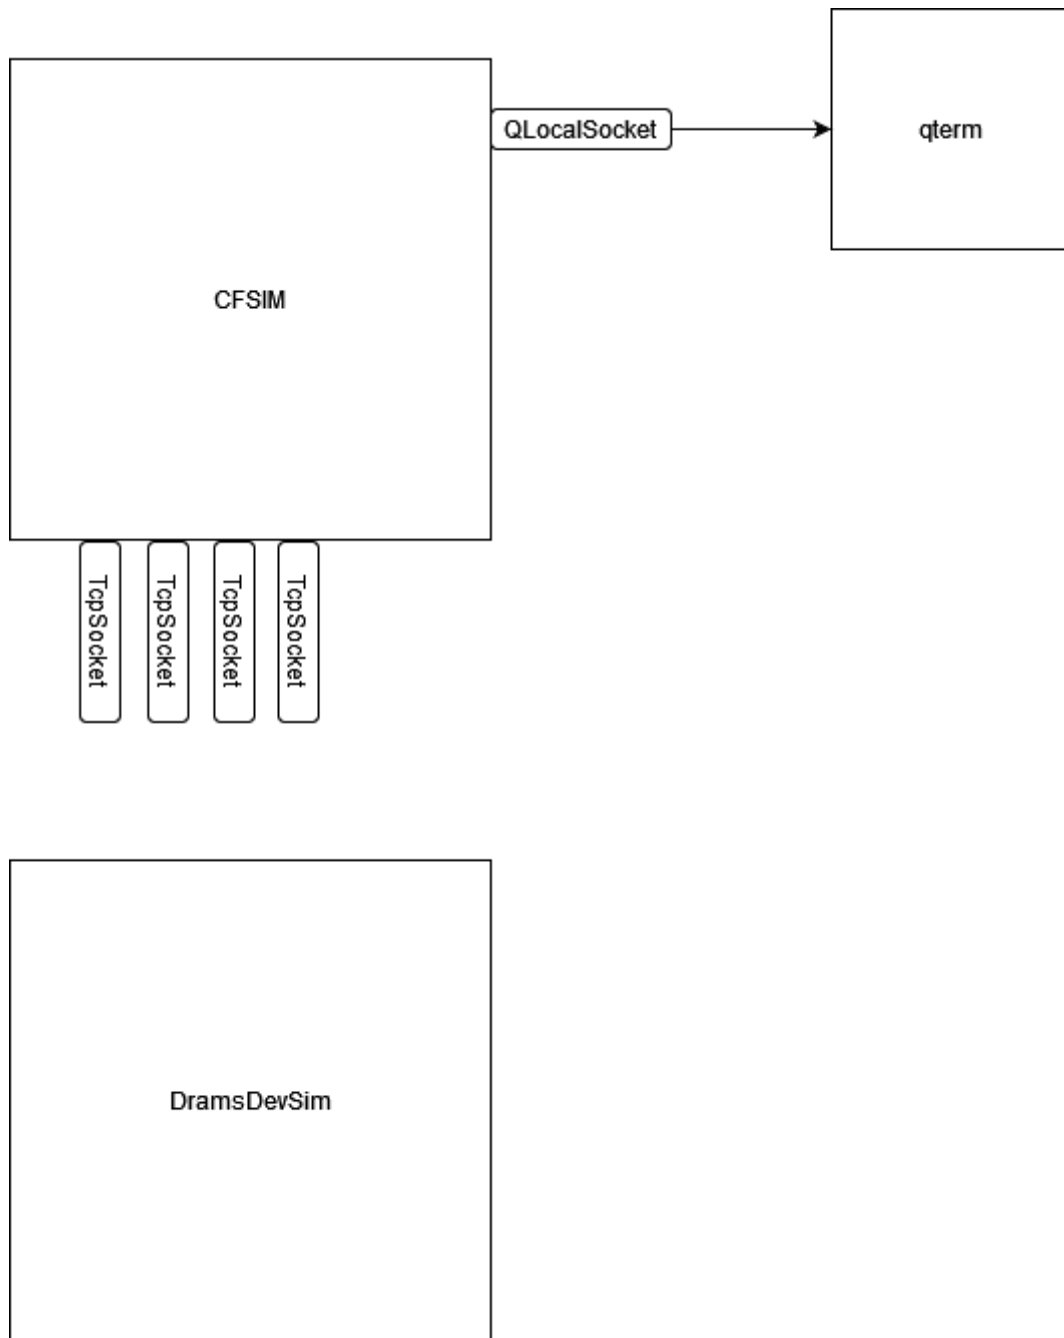 QLocalSocket
qterm
CFSIM
TcpSocket
TcpSocket
TcpSocket
TcpSocket
DramsDevSim